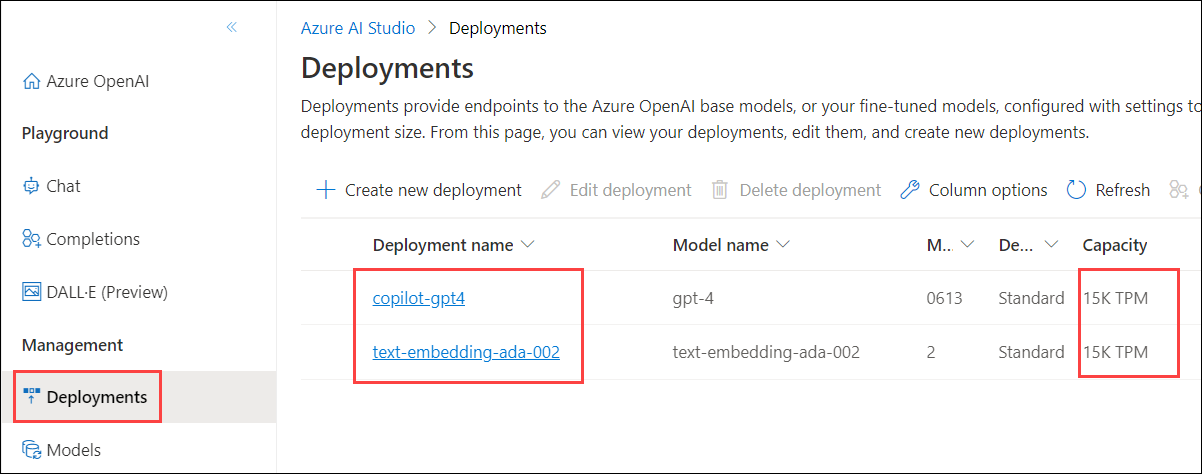 Azure OpenAI
Playground
Chat
Completions
DALL·E (Preview)
Management
Deployments
Models
Azure AI Studio > Deployments
Deployments
Deployments provide endpoints to the Azure OpenAI base models, or your fine-tuned models, configured with settings to
deployment size. From this page, you can view your deployments, edit them, and create new deployments.
Create new deployment Edit deployment Delete deployment Column options Refresh
Deployment name Model name M... De... Capacity
copilot-gpt4 gpt-4 0613 Standard 15K TPM
text-embedding-ada-002 text-embedding-ada-002 2 Standard 15K TPM